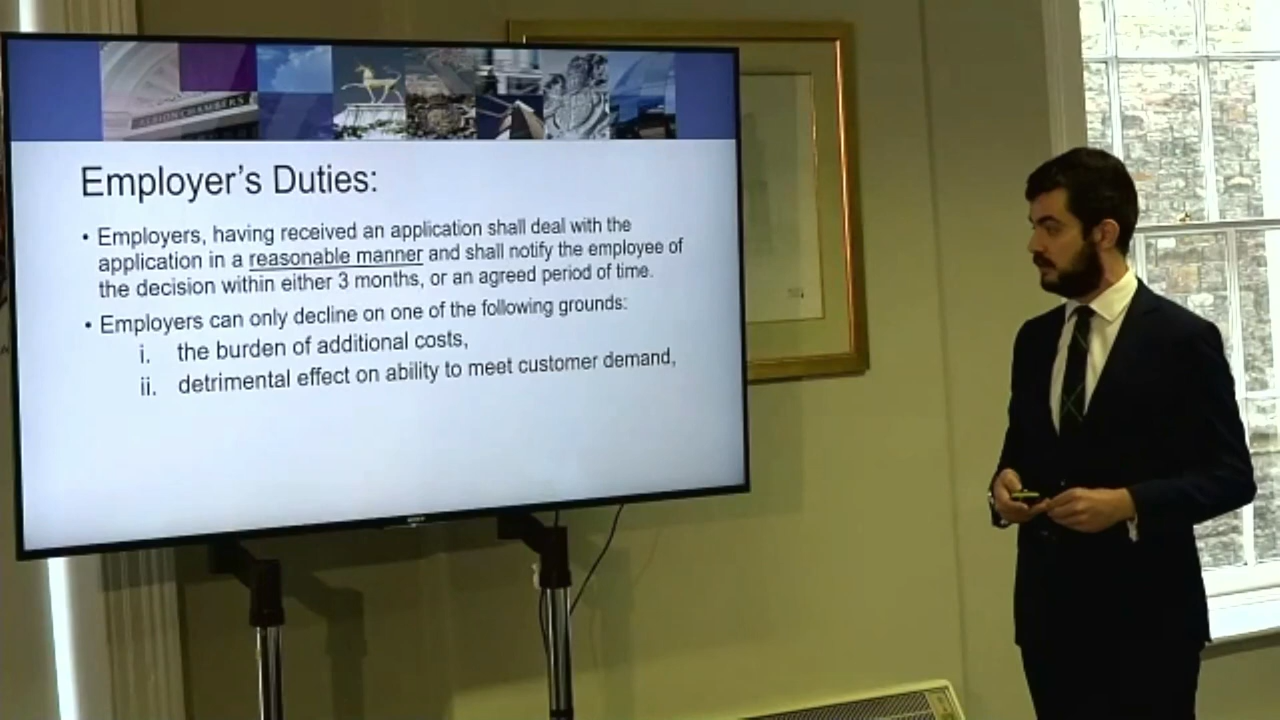 ALBION CHAMBERS
Employer's Duties:
• Employers, having received an application shall deal with the
application in a reasonable manner and shall notify the employee of
the decision within either 3 months, or an agreed period of time.
• Employers can only decline on one of the following grounds:
i. the burden of additional costs,
ii. detrimental effect on ability to meet customer demand,
SONY